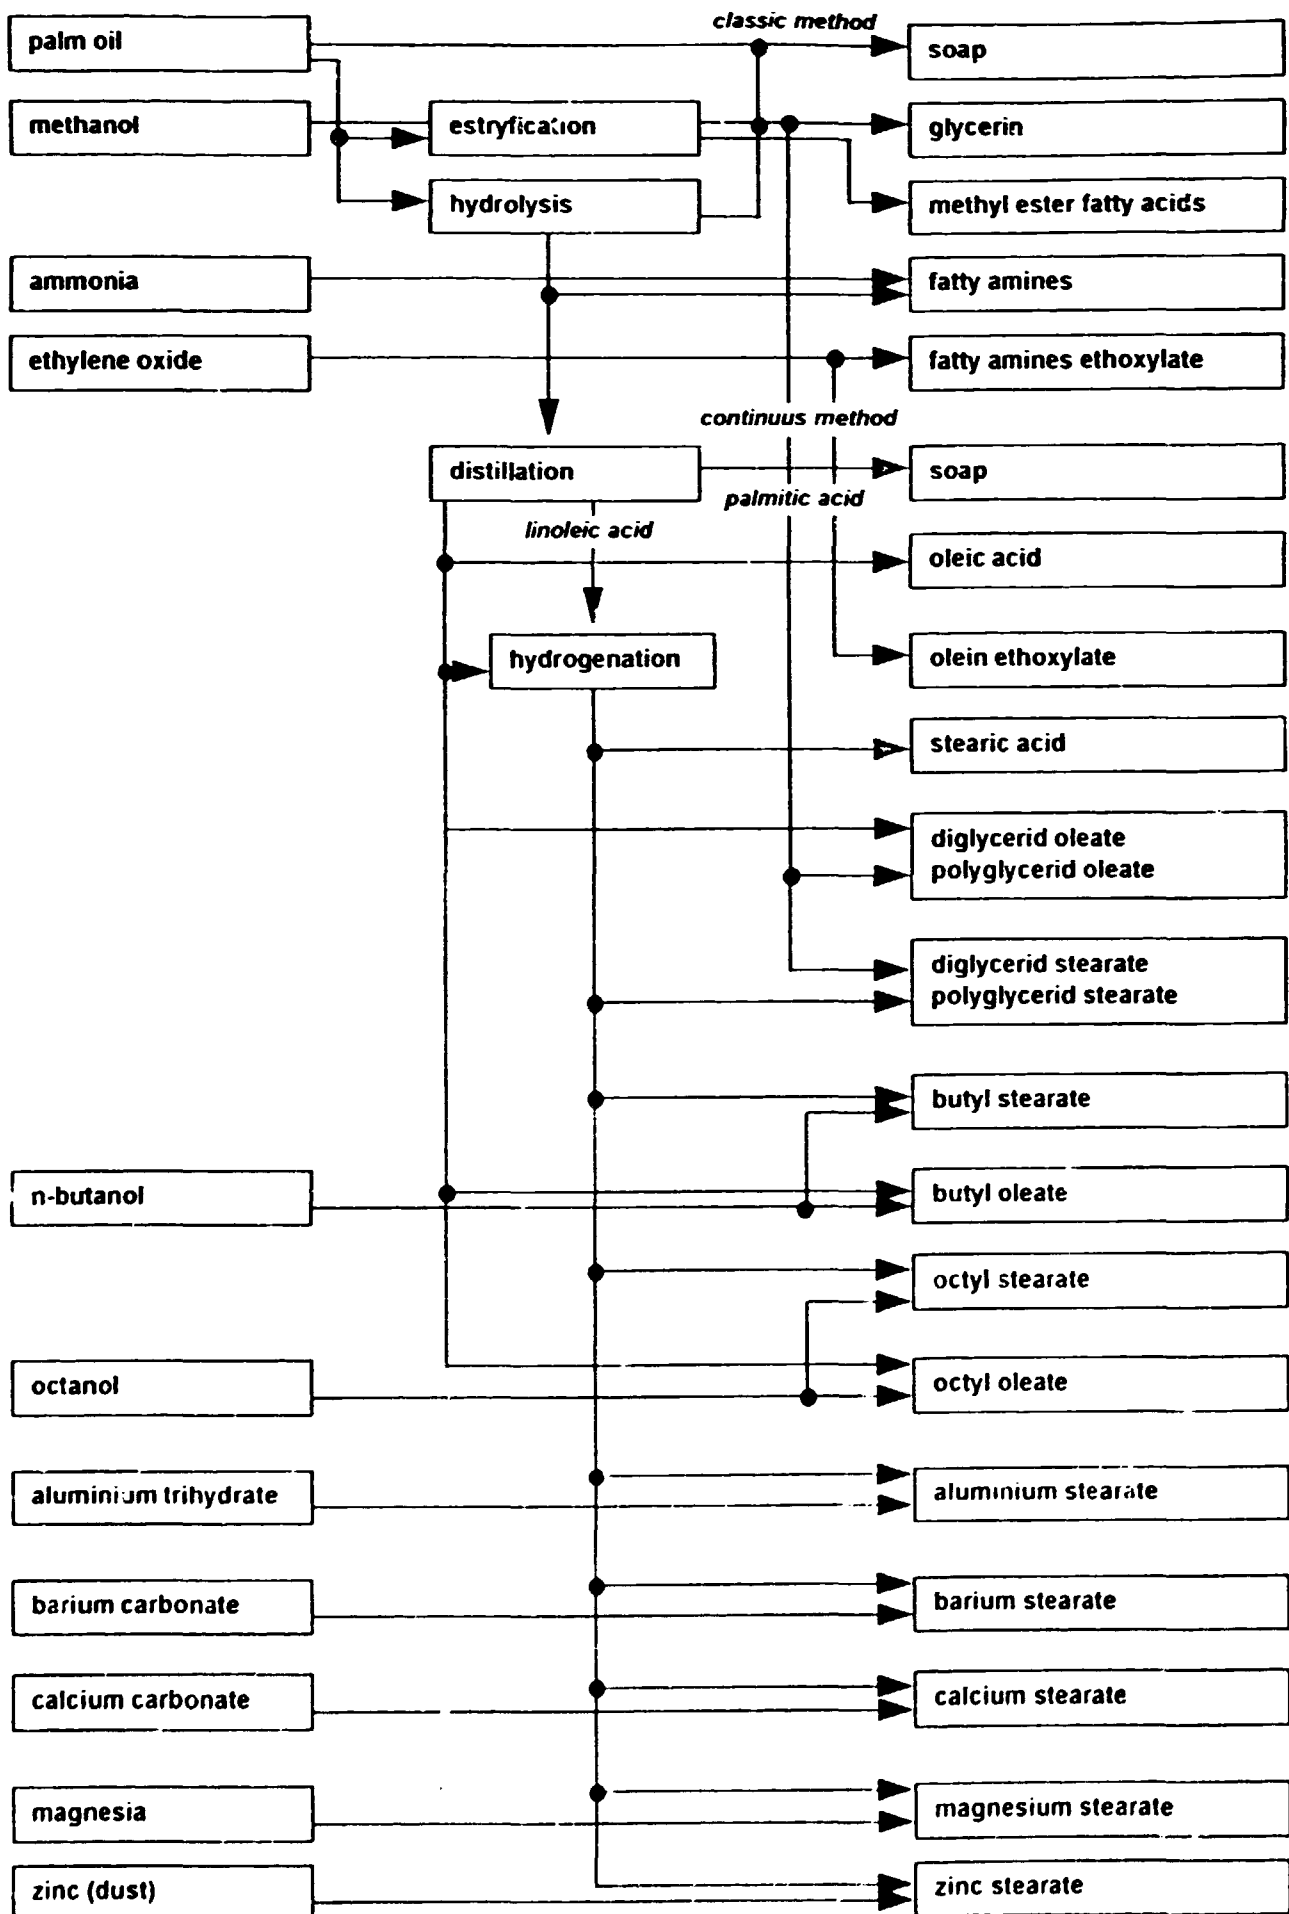 classic method
palm oil
soap
methanol
estryfication
glycerin
hydrolysis
methyl ester fatty acids
ammonia
fatty amines
ethylene oxide
fatty amines ethoxylate
continuus method
distillation
soap
palmitic acid
linoleic acid
oleic acid
hydrogenation
olein ethoxylate
stearic acid
diglycerid oleate
polyglycerid oleate
diglycerid stearate
polyglycerid stearate
butyl stearate
n-butanol
butyl oleate
octyl stearate
octanol
octyl oleate
aluminium trihydrate
aluminium stearate
barium carbonate
barium stearate
calcium carbonate
calcium stearate
magnesia
magnesium stearate
zinc (dust)
zinc stearate